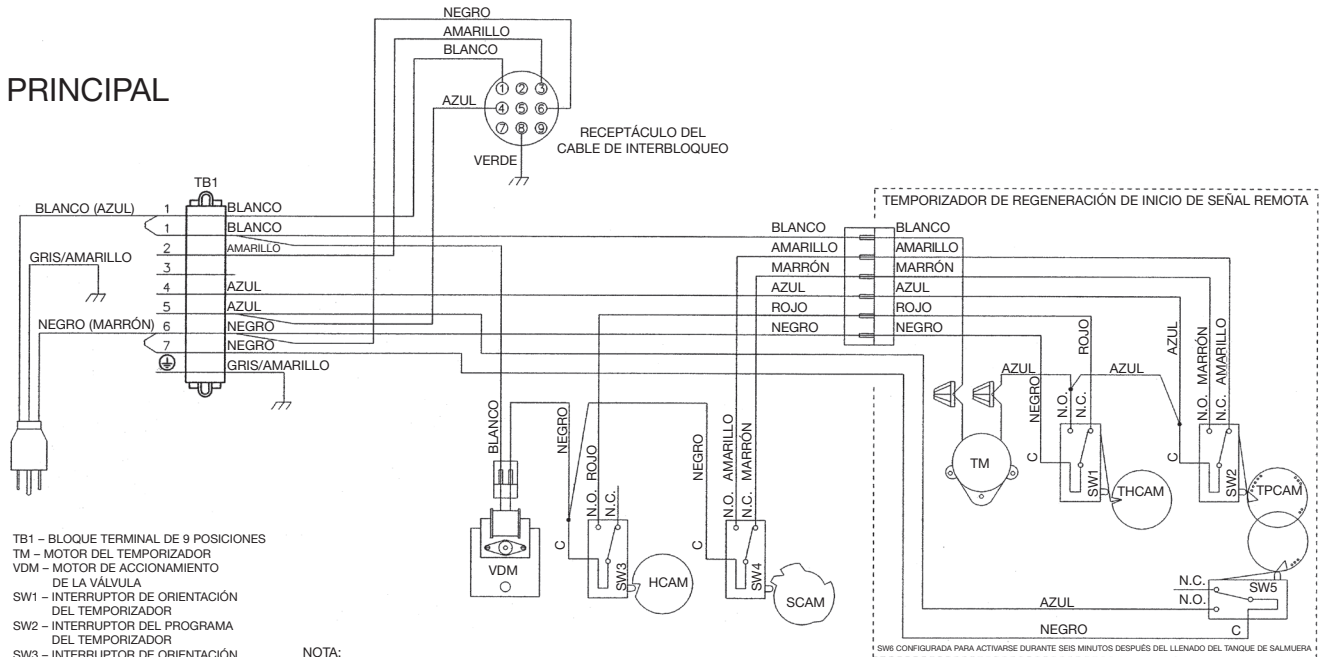 NEGRO
AMARILLO
BLANCO
PRINCIPAL
1 2 3
AZUL
4 5 6
7 8 9
RECEPTÁCULO DEL
CABLE DE INTERBLOQUEO
VERDE
TB1
TEMPORIZADOR DE REGENERACIÓN DE INICIO DE SEÑAL REMOTA
BLANCO (AZUL)
1
BLANCO
1
BLANCO
BLANCO
BLANCO
2
AMARILLO
AMARILLO
AMARILLO
GRIS/AMARILLO
3
MARRÓN
MARRÓN
4
AZUL
AZUL
AZUL
5
AZUL
ROJO
ROJO
NEGRO (MARRÓN)
6
NEGRO
NEGRO
NEGRO
7
NEGRO
GRIS/AMARILLO
AZUL
NEGRO
N.O.
N.C.
ROJO
AZUL
AZUL
N.O. MARRÓN
N.C. AMARILLO
BLANCO
NEGRO
N.O. ROJO
N.C.
NEGRO
N.O. AMARILLO
N.C. MARRÓN
TM
C
SW1
THCAM
C
SW2
TPCAM
VDM
C
SW3
HCAM
C
SW4
SCAM
N.C.
N.O.
SW5
C
AZUL
NEGRO
SW6 CONFIGURADA PARA ACTIVARSE DURANTE SEIS MINUTOS DESPUÉS DEL LLENADO DEL TANQUE DE SALMUERA
TB1 – BLOQUE TERMINAL DE 9 POSICIONES
TM – MOTOR DEL TEMPORIZADOR
VDM – MOTOR DE ACCIONAMIENTO
DE LA VÁLVULA
SW1 – INTERRUPTOR DE ORIENTACIÓN
DEL TEMPORIZADOR
SW2 – INTERRUPTOR DEL PROGRAMA
DEL TEMPORIZADOR
SW3 – INTERRUPTOR DE ORIENTACIÓN
NOTA: